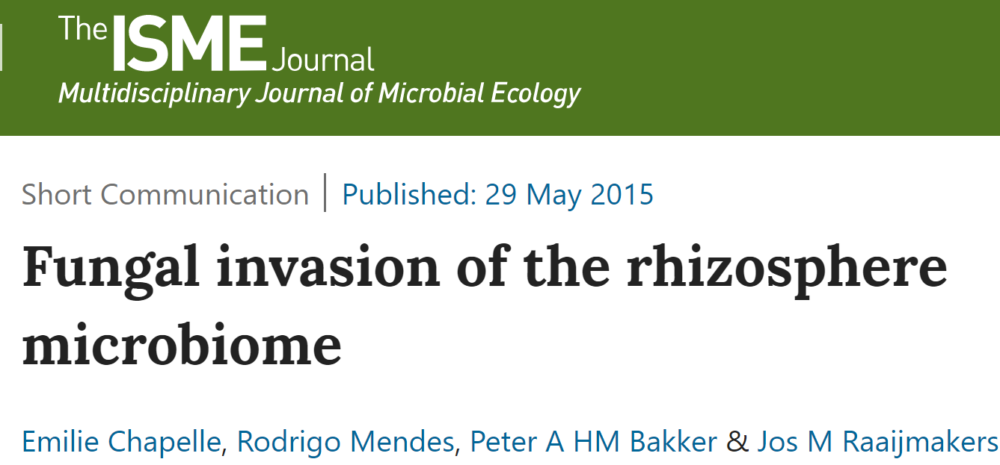 The ISME Journal
Multidisciplinary Journal of Microbial Ecology
Short Communication | Published: 29 May 2015
Fungal invasion of the rhizosphere
microbiome
Emilie Chapelle, Rodrigo Mendes, Peter A HM Bakker & Jos M Raaijmakers